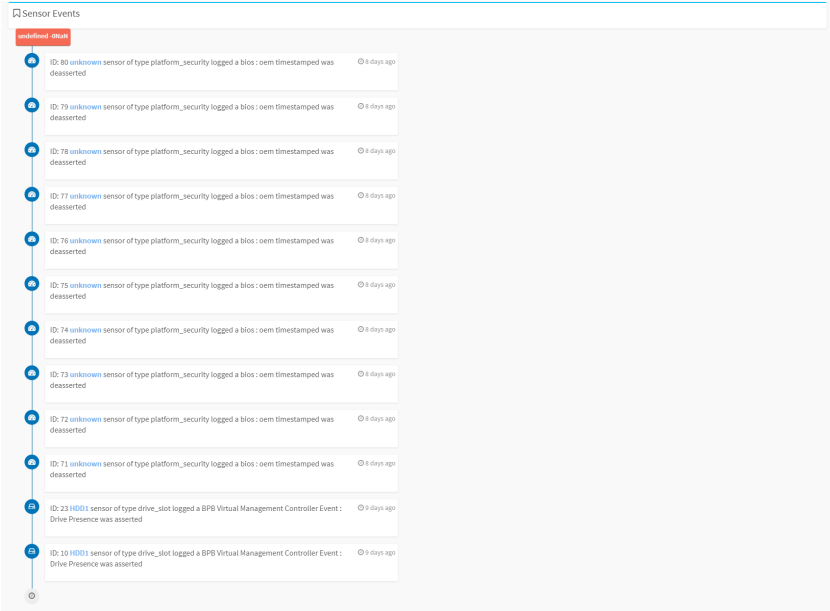 Sensor Events
undefined -0NaN
ID: 80 unknown sensor of type platform_security logged a bios : oem timestamped was
deasserted
8 days ago
ID: 79 unknown sensor of type platform_security logged a bios : oem timestamped was
deasserted
8 days ago
ID: 78 unknown sensor of type platform_security logged a bios : oem timestamped was
deasserted
8 days ago
ID: 77 unknown sensor of type platform_security logged a bios : oem timestamped was
deasserted
8 days ago
ID: 76 unknown sensor of type platform_security logged a bios : oem timestamped was
deasserted
8 days ago
ID: 75 unknown sensor of type platform_security logged a bios : oem timestamped was
deasserted
8 days ago
ID: 74 unknown sensor of type platform_security logged a bios : oem timestamped was
deasserted
8 days ago
ID: 73 unknown sensor of type platform_security logged a bios : oem timestamped was
deasserted
8 days ago
ID: 72 unknown sensor of type platform_security logged a bios : oem timestamped was
deasserted
8 days ago
ID: 71 unknown sensor of type platform_security logged a bios : oem timestamped was
deasserted
8 days ago
ID: 23 HDD1 sensor of type drive_slot logged a BPB Virtual Management Controller Event :
Drive Presence was asserted
9 days ago
ID: 10 HDD1 sensor of type drive_slot logged a BPB Virtual Management Controller Event :
Drive Presence was asserted
9 days ago